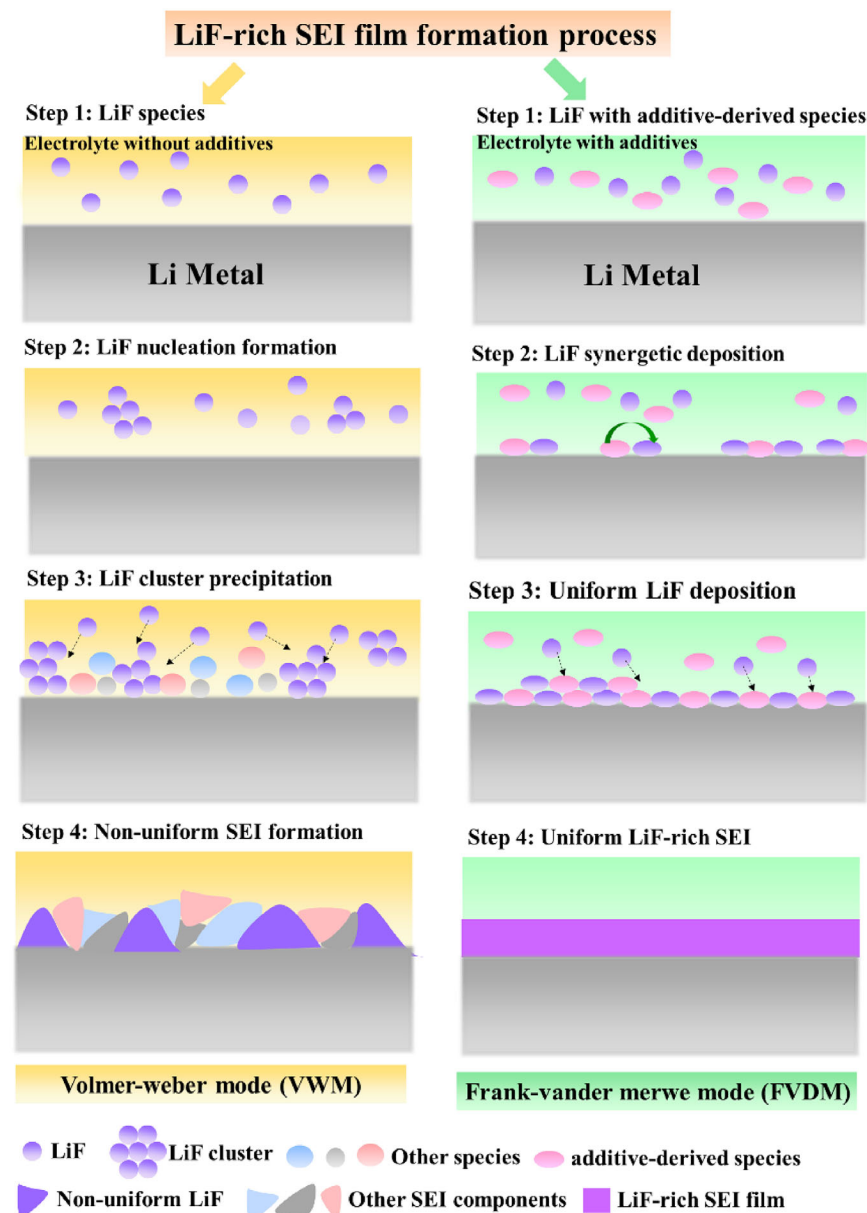 LiF-rich SEI film formation process
Step 1: LiF species
Electrolyte without additives
Li Metal
Step 2: LiF nucleation formation
Step 3: LiF cluster precipitation
Step 4: Non-uniform SEI formation
Volmer-weber mode (VWM)
Step 1: LiF with additive-derived species
Electrolyte with additives
Li Metal
Step 2: LiF synergetic deposition
Step 3: Uniform LiF deposition
Step 4: Uniform LiF-rich SEI
Frank-vander merwe mode (FVDM)
LiF LiF cluster Other species additive-derived species
Non-uniform LiF Other SEI components LiF-rich SEI film